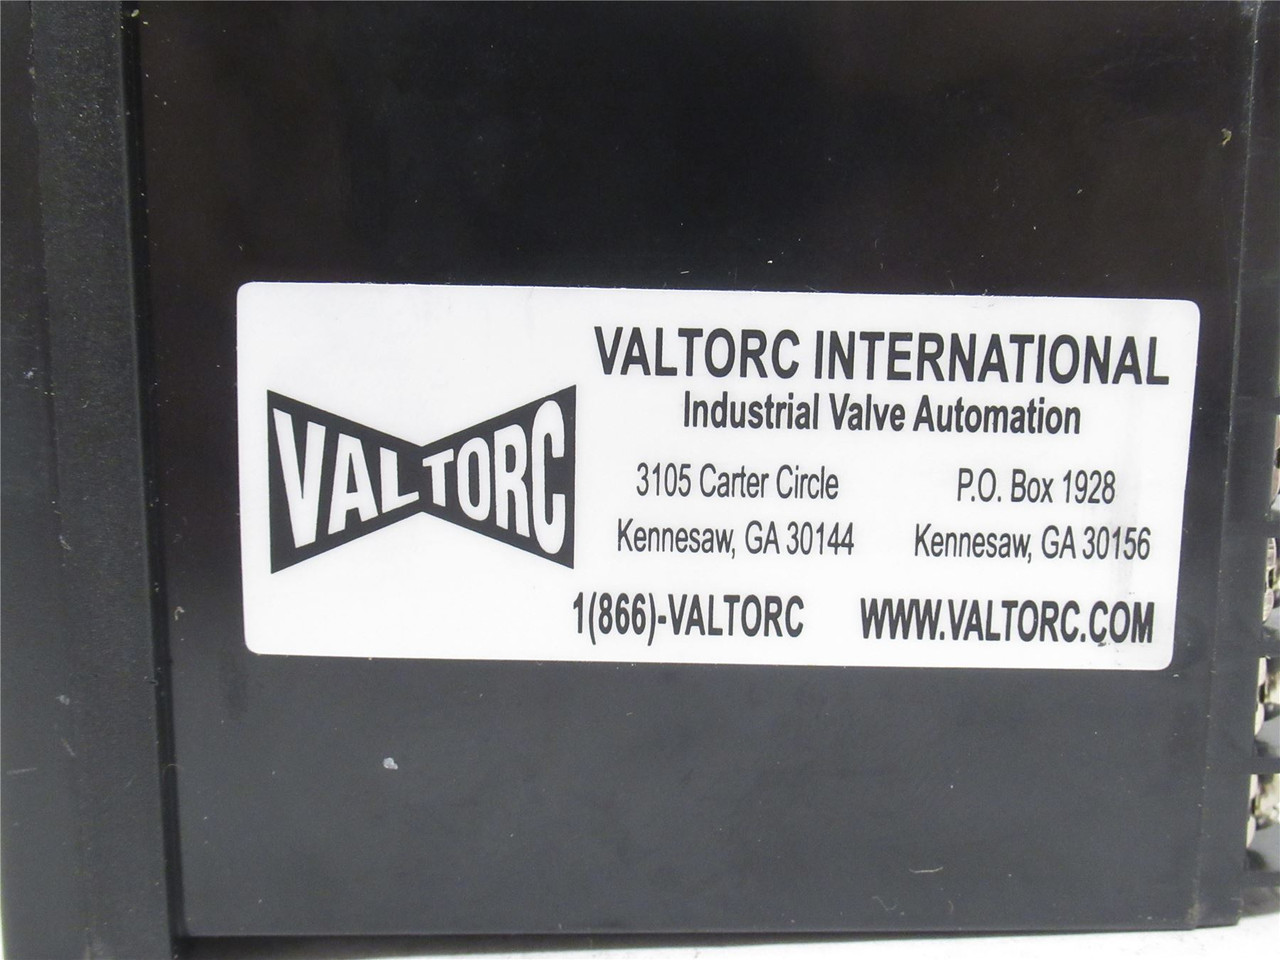 VALTORC
VALTORC INTERNATIONAL
Industrial Valve Automation
3105 Carter Circle
Kennesaw, GA 30144
P.O. Box 1928
Kennesaw, GA 30156
1(866)-VALTORC
WWW.VALTORC.COM